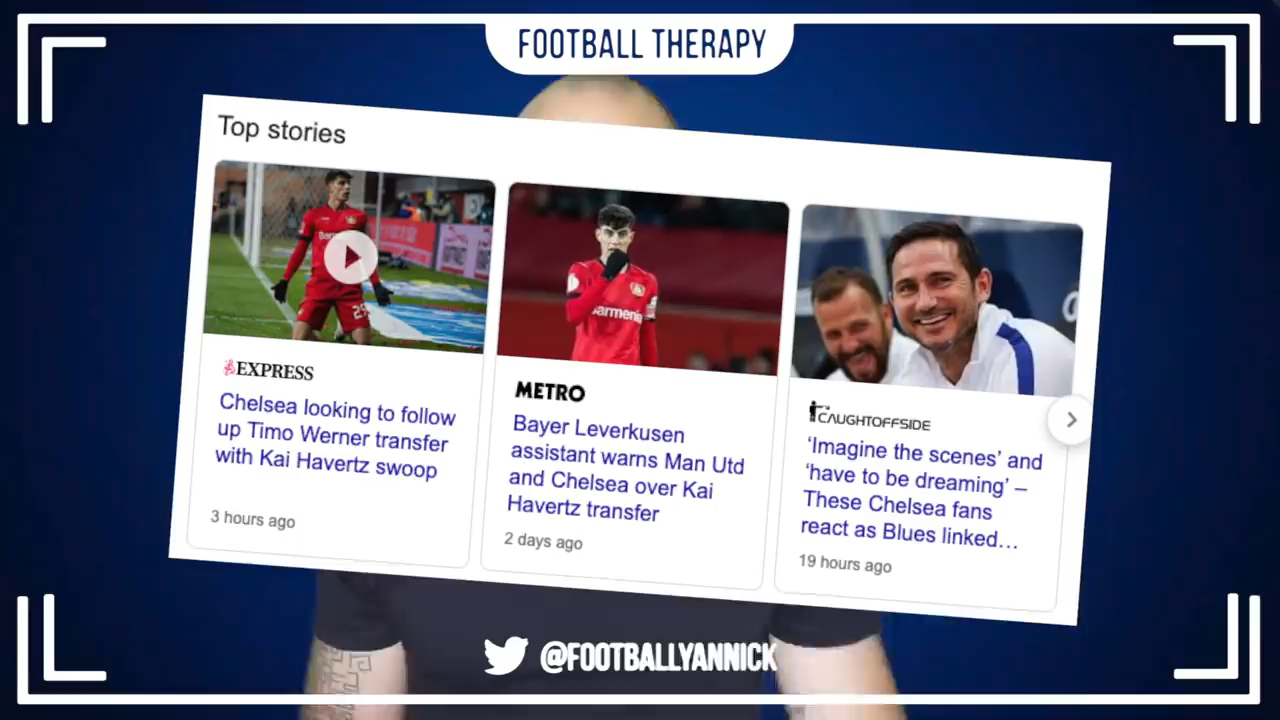 FOOTBALL THERAPY
Top stories
EXPRESS
Chelsea looking to follow
up Timo Werner transfer
with Kai Havertz swoop
3 hours ago
METRO
Bayer Leverkusen
assistant warns Man Utd
and Chelsea over Kai
Havertz transfer
2 days ago
CAUGHTOFFSIDE
‘Imagine the scenes’ and
‘have to be dreaming’ –
These Chelsea fans
react as Blues linked...
19 hours ago
@FOOTBALLYANNICK